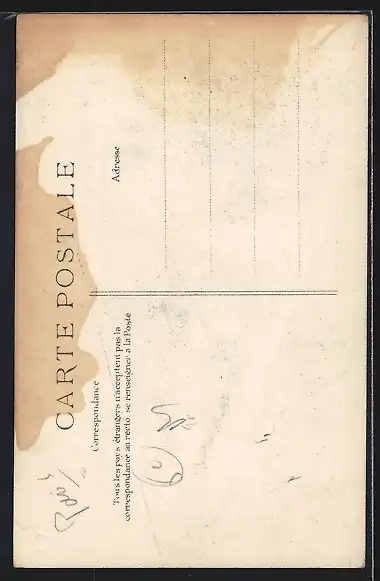 CARTE POSTALE
Correspondance
Adresse
Tous les pays étrangers n'acceptent pas la
correspondance au recto, se renseigner à la Poste